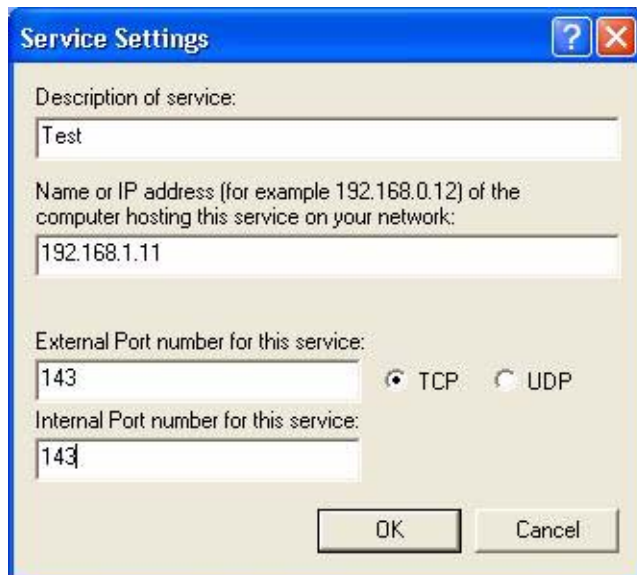 Service Settings
Description of service:
Test
Name or IP address (for example 192.168.0.12) of the
computer hosting this service on your network:
192.168.1.11
External Port number for this service:
143
TCP
UDP
Internal Port number for this service:
143
OK
Cancel